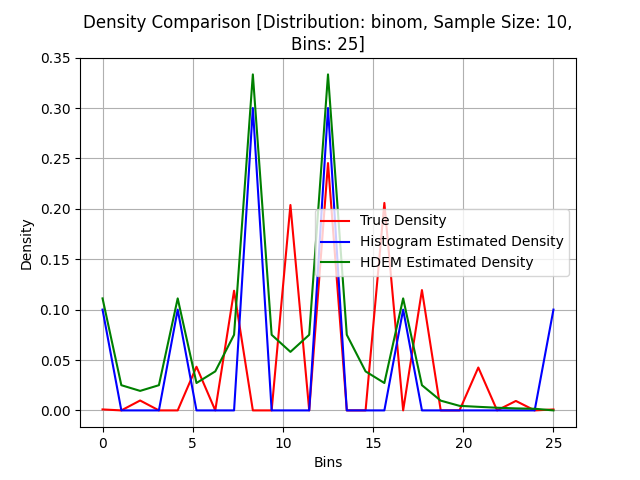 Density Comparison [Distribution: binom, Sample Size: 10,
Bins: 25]
0.35
0.30
0.25
0.20
0.15
0.10
0.05
0.00
Density
True Density
Histogram Estimated Density
HDEM Estimated Density
0
5
10
15
20
25
Bins